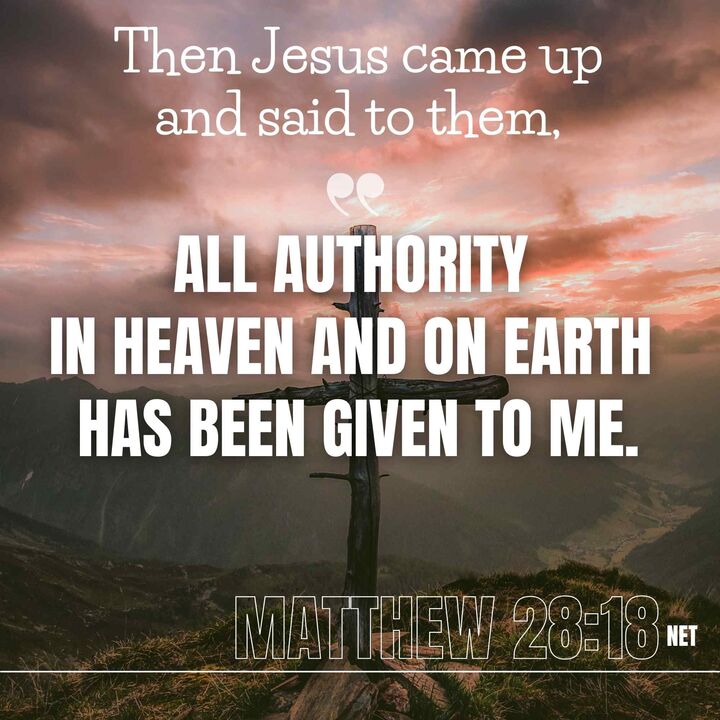 Then Jesus came up
and said to them,
❝
ALL AUTHORITY
IN HEAVEN AND ON EARTH
HAS BEEN GIVEN TO ME.
MATTHEW 28:18 NET